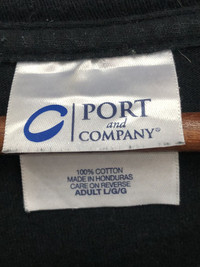 PORT
and
COMPANY®
100% COTTON
MADE IN HONDURAS
CARE ON REVERSE
ADULT L/G/G